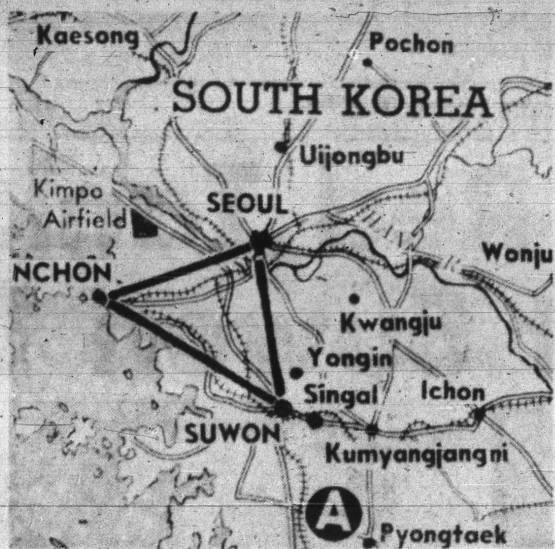 Kaesong
Pochon
SOUTH KOREA
Uijongbu
Kimpo
Airfield
SEOUL
NCHON
Wonju
Kwangju
Yongin
Singal
Ichon
SUWON
Kumyangjangni
A
Pyongtaek